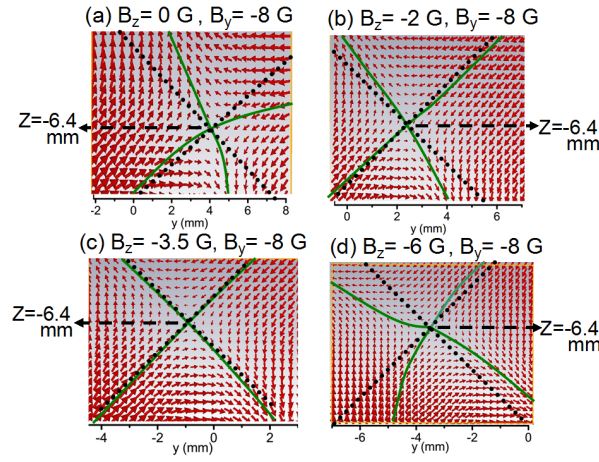 (a) B_z= 0 G , B_y= -8 G
Z=-6.4
mm
-2 0 2 4 6 8
y (mm)
(b) B_z= -2 G , B_y= -8 G
Z=-6.4
mm
0 2 4 6
y (mm)
(c) B_z= -3.5 G, B_y= -8 G
Z=-6.4
mm
-4 -2 0 2
y (mm)
(d) B_z= -6 G , B_y= -8 G
Z=-6.4
mm
-6 -4 -2 0
y (mm)